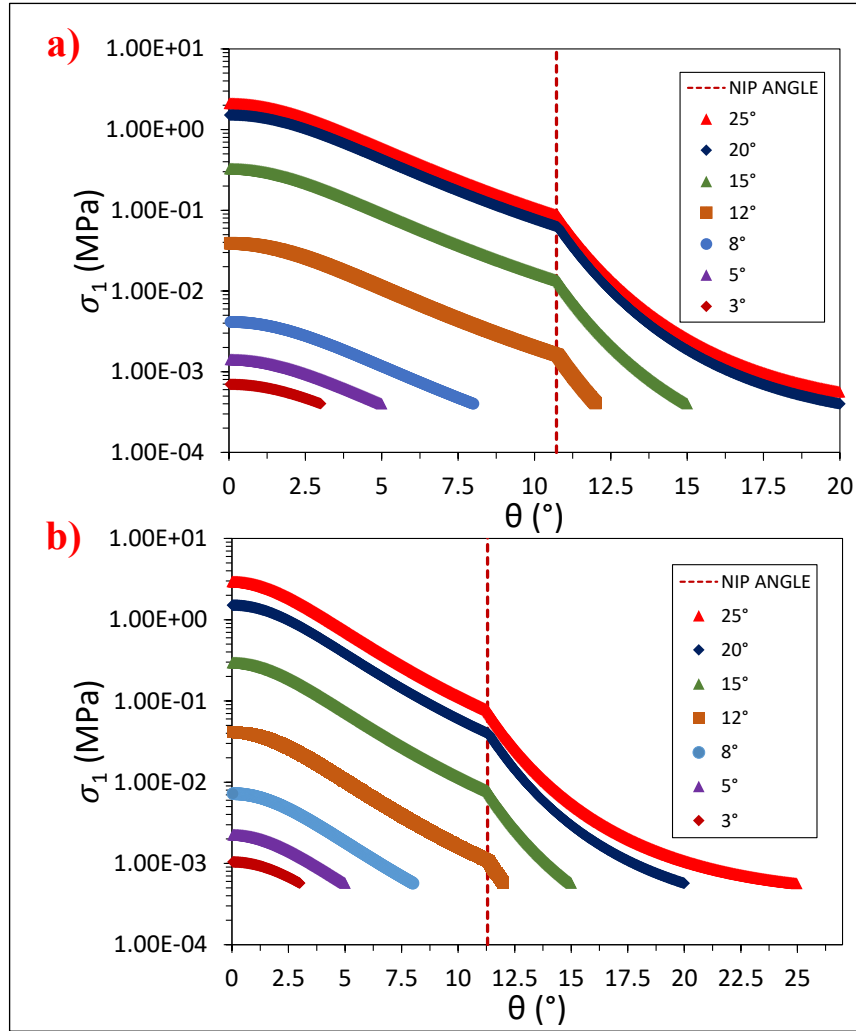 a)
1.00E+01
1.00E+00
1.00E-01
1.00E-02
1.00E-03
1.00E-04
σ1 (MPa)
NIP ANGLE
25°
20°
15°
12°
8°
5°
3°
0 2.5 5 7.5 10 12.5 15 17.5 20
θ (°)
b)
1.00E+01
1.00E+00
1.00E-01
1.00E-02
1.00E-03
1.00E-04
σ1 (MPa)
NIP ANGLE
25°
20°
15°
12°
8°
5°
3°
0 2.5 5 7.5 10 12.5 15 17.5 20 22.5 25
θ (°)